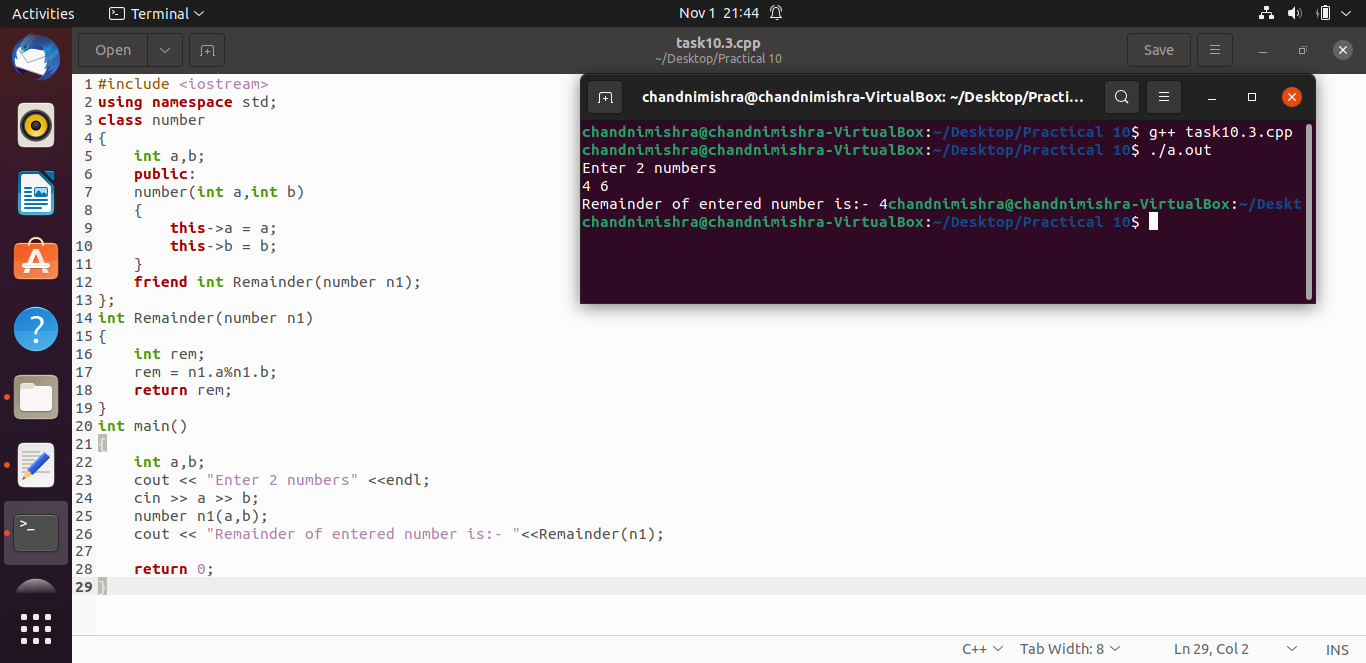 Activities Terminal Nov 1 21:44
Open task10.3.cpp Save
~/Desktop/Practical 10
1 #include <iostream>
2 using namespace std;
3 class number
4 {
5     int a,b;
6     public:
7     number(int a,int b)
8     {
9         this->a = a;
10         this->b = b;
11     }
12     friend int Remainder(number n1);
13 };
14 int Remainder(number n1)
15 {
16     int rem;
17     rem = n1.a%n1.b;
18     return rem;
19 }
20 int main()
21 {
22     int a,b;
23     cout << "Enter 2 numbers" <<endl;
24     cin >> a >> b;
25     number n1(a,b);
26     cout << "Remainder of entered number is:- "<<Remainder(n1);
27
28     return 0;
29 }
chandnimishra@chandnimishra-VirtualBox: ~/Desktop/Practi...
chandnimishra@chandnimishra-VirtualBox:~/Desktop/Practical 10$ g++ task10.3.cpp
chandnimishra@chandnimishra-VirtualBox:~/Desktop/Practical 10$ ./a.out
Enter 2 numbers
4 6
Remainder of entered number is:- 4chandnimishra@chandnimishra-VirtualBox:~/Deskt
chandnimishra@chandnimishra-VirtualBox:~/Desktop/Practical 10$
C++ Tab Width: 8 Ln 29, Col 2 INS